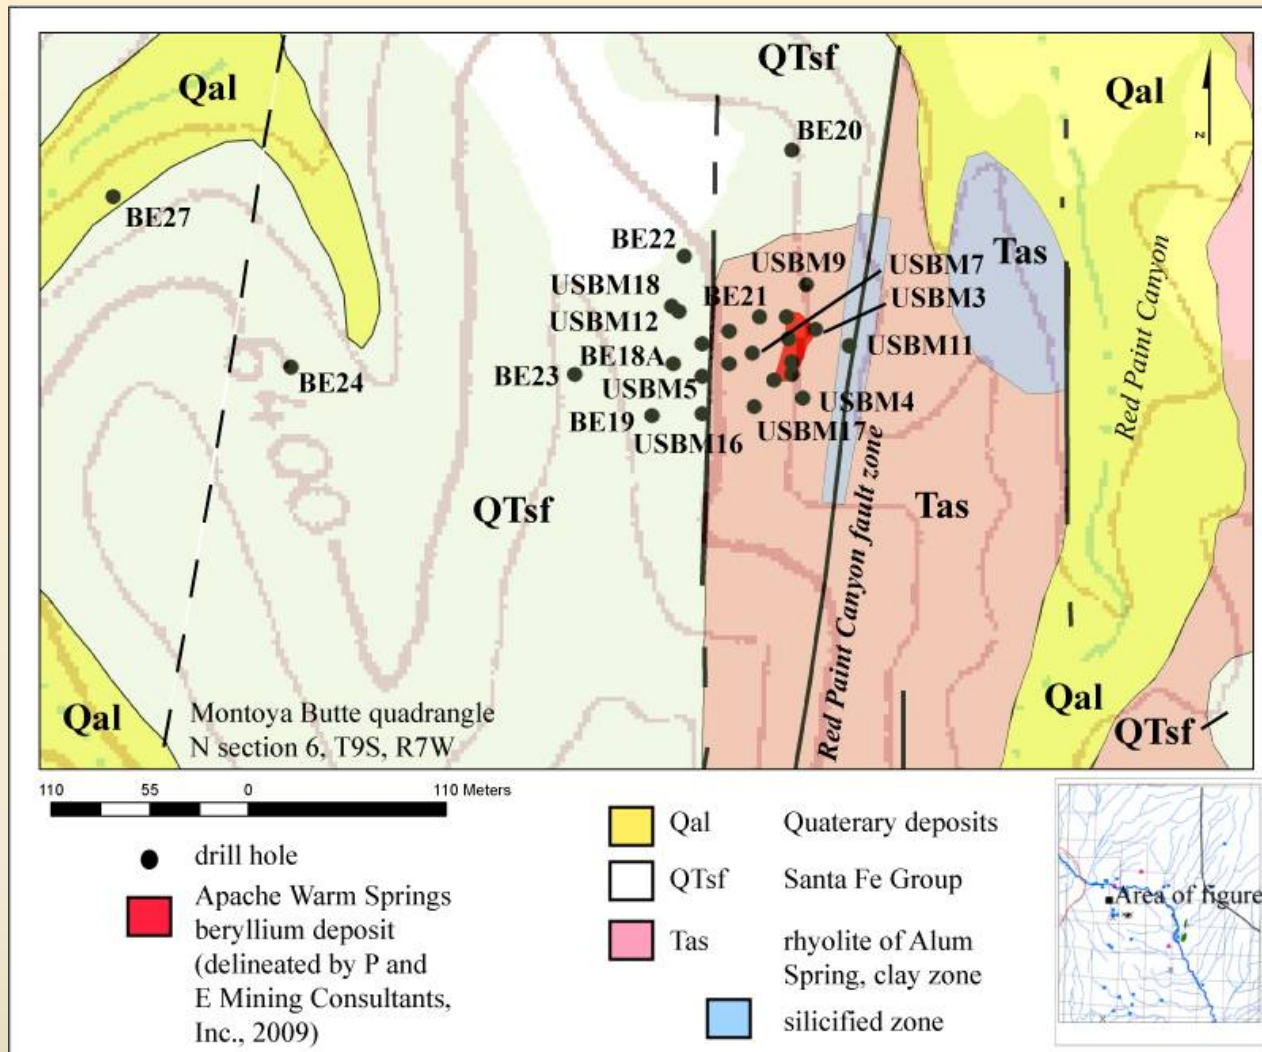 QTsf
Qal
Qal
BE20
z
BE27
BE22
Tas
USBM9
USBM7
USBM18
BE21
USBM3
USBM12
Red Paint Canyon
BE18A
USBM11
BE23
BE24
USBM5
BE19
USBM4
USBM17
USBM16
6400
QTsf
Tas
Red Paint Canyon fault zone
Qal
Qal
QTsf
Montoya Butte quadrangle
N section 6, T9S, R7W
110 55 0 110 Meters
drill hole
Apache Warm Springs
beryllium deposit
(delineated by P and
E Mining Consultants,
Inc., 2009)
Qal Quaterary deposits
QTsf Santa Fe Group
Tas rhyolite of Alum
Spring, clay zone
silicified zone
Area of figure